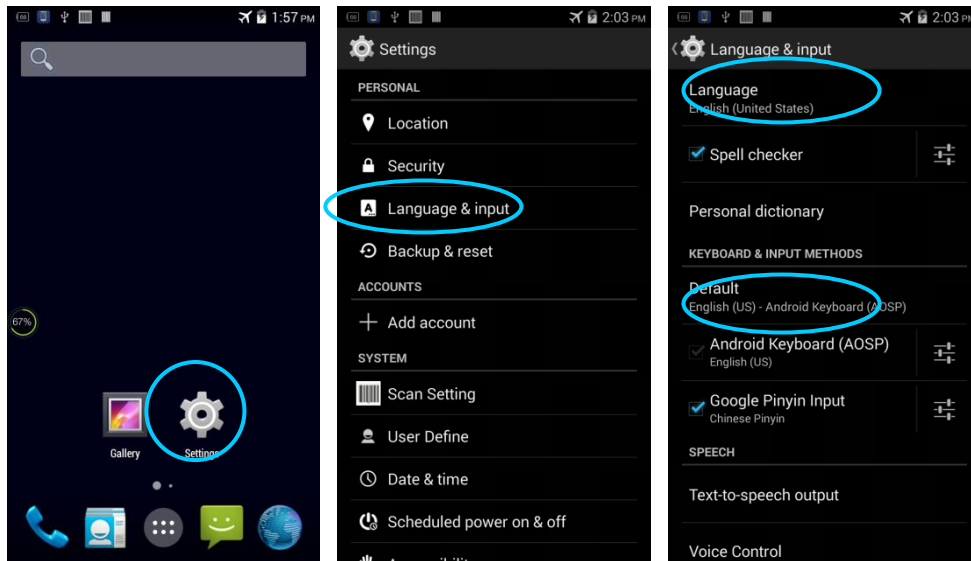 1:57 PM
67%
Gallery
Settings
2:03 PM
Settings
PERSONAL
Location
Security
Language & input
Backup & reset
ACCOUNTS
Add account
SYSTEM
Scan Setting
User Define
Date & time
Scheduled power on & off
2:03 PM
Language & input
Language
English (United States)
Spell checker
Personal dictionary
KEYBOARD & INPUT METHODS
Default
English (US) - Android Keyboard (AOSP)
Android Keyboard (AOSP)
English (US)
Google Pinyin Input
Chinese Pinyin
SPEECH
Text-to-speech output
Voice Control